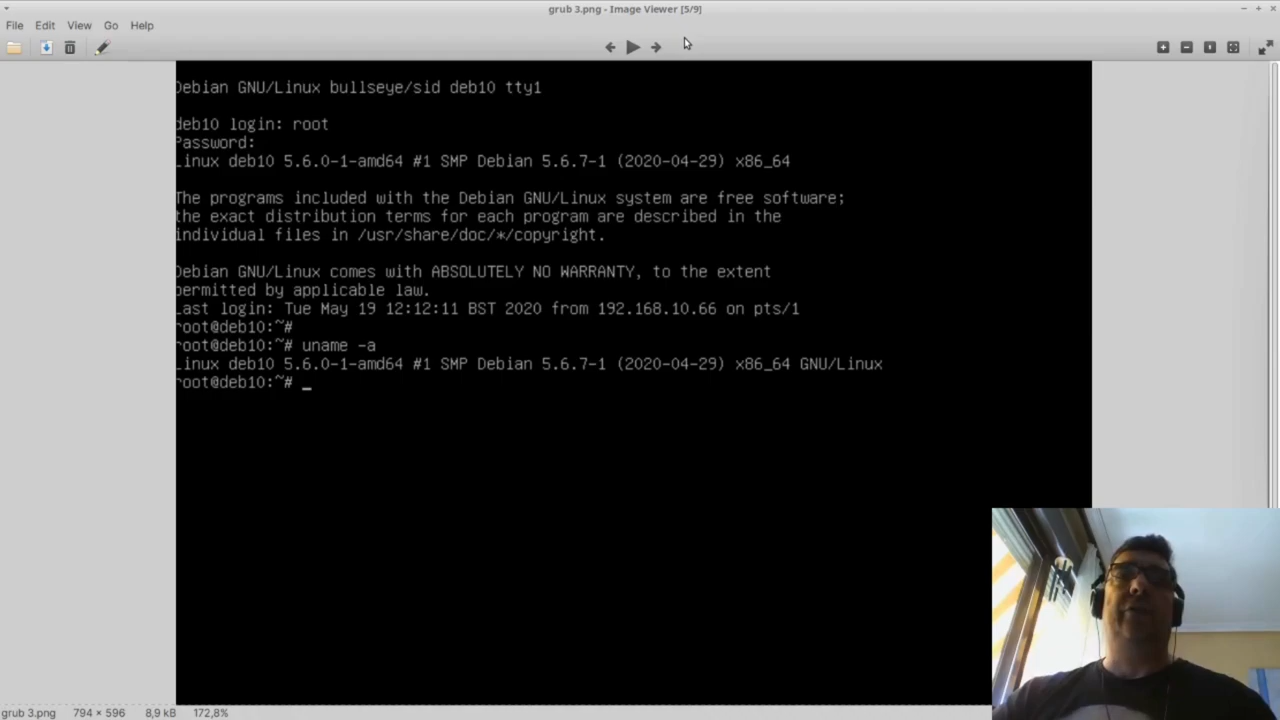 grub 3.png - Image Viewer [5/9]
File Edit View Go Help
Debian GNU/Linux bullseye/sid deb10 tty1
deb10 login: root
Password:
Linux deb10 5.6.0-1-amd64 #1 SMP Debian 5.6.7-1 (2020-04-29) x86_64
The programs included with the Debian GNU/Linux system are free software;
the exact distribution terms for each program are described in the
individual files in /usr/share/doc/*/copyright.
Debian GNU/Linux comes with ABSOLUTELY NO WARRANTY, to the extent
permitted by applicable law.
Last login: Tue May 19 12:12:11 BST 2020 from 192.168.10.66 on pts/1
root@deb10:~#
root@deb10:~# uname -a
Linux deb10 5.6.0-1-amd64 #1 SMP Debian 5.6.7-1 (2020-04-29) x86_64 GNU/Linux
root@deb10:~# _
grub 3.png 794 × 596 8,9 kB 172,8%